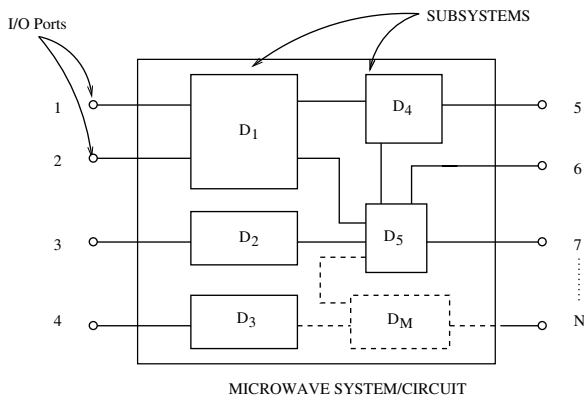 I/O Ports
SUBSYSTEMS
1
D1
D4
5
2
6
3
D2
D5
7
4
D3
DM
N
MICROWAVE SYSTEM/CIRCUIT